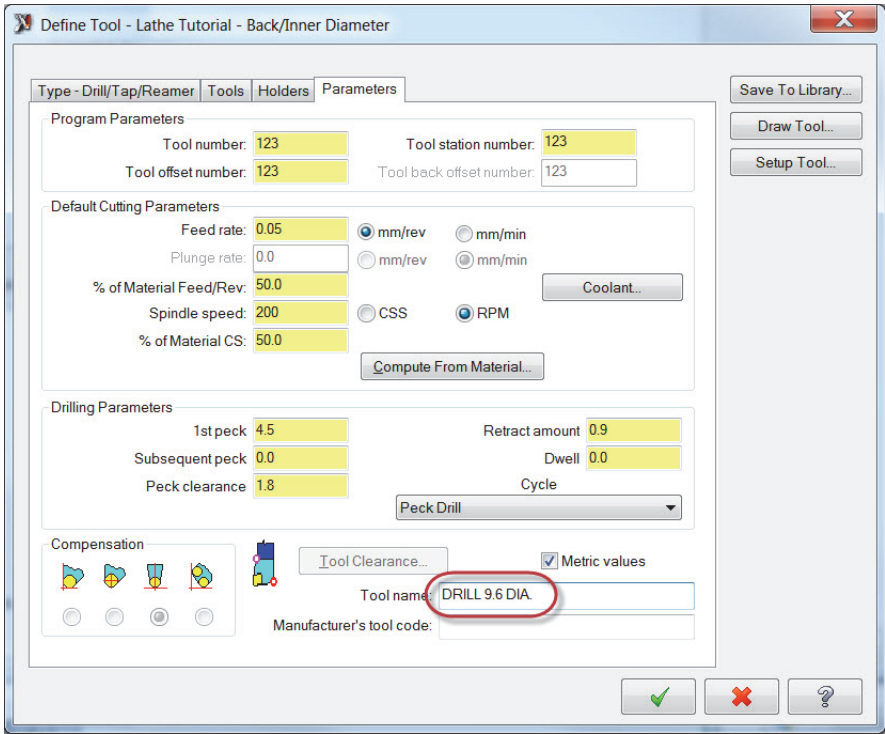 Define Tool - Lathe Tutorial - Back/Inner Diameter
X
Type - Drill/Tap/Reamer Tools Holders Parameters
Save To Library...
Draw Tool...
Setup Tool...
Program Parameters
Tool number: 123 Tool station number: 123
Tool offset number: 123 Tool back offset number: 123
Default Cutting Parameters
Feed rate: 0.05 mm/rev mm/min
Plunge rate: 0.0 mm/rev mm/min
% of Material Feed/Rev: 50.0 Coolant...
Spindle speed: 200 CSS RPM
% of Material CS: 50.0
Compute From Material...
Drilling Parameters
1st peck 4.5 Retract amount 0.9
Subsequent peck 0.0 Dwell 0.0
Peck clearance 1.8 Cycle
Peck Drill
Compensation
Tool Clearance... Metric values
Tool name: DRILL 9.6 DIA.
Manufacturer's tool code:
?